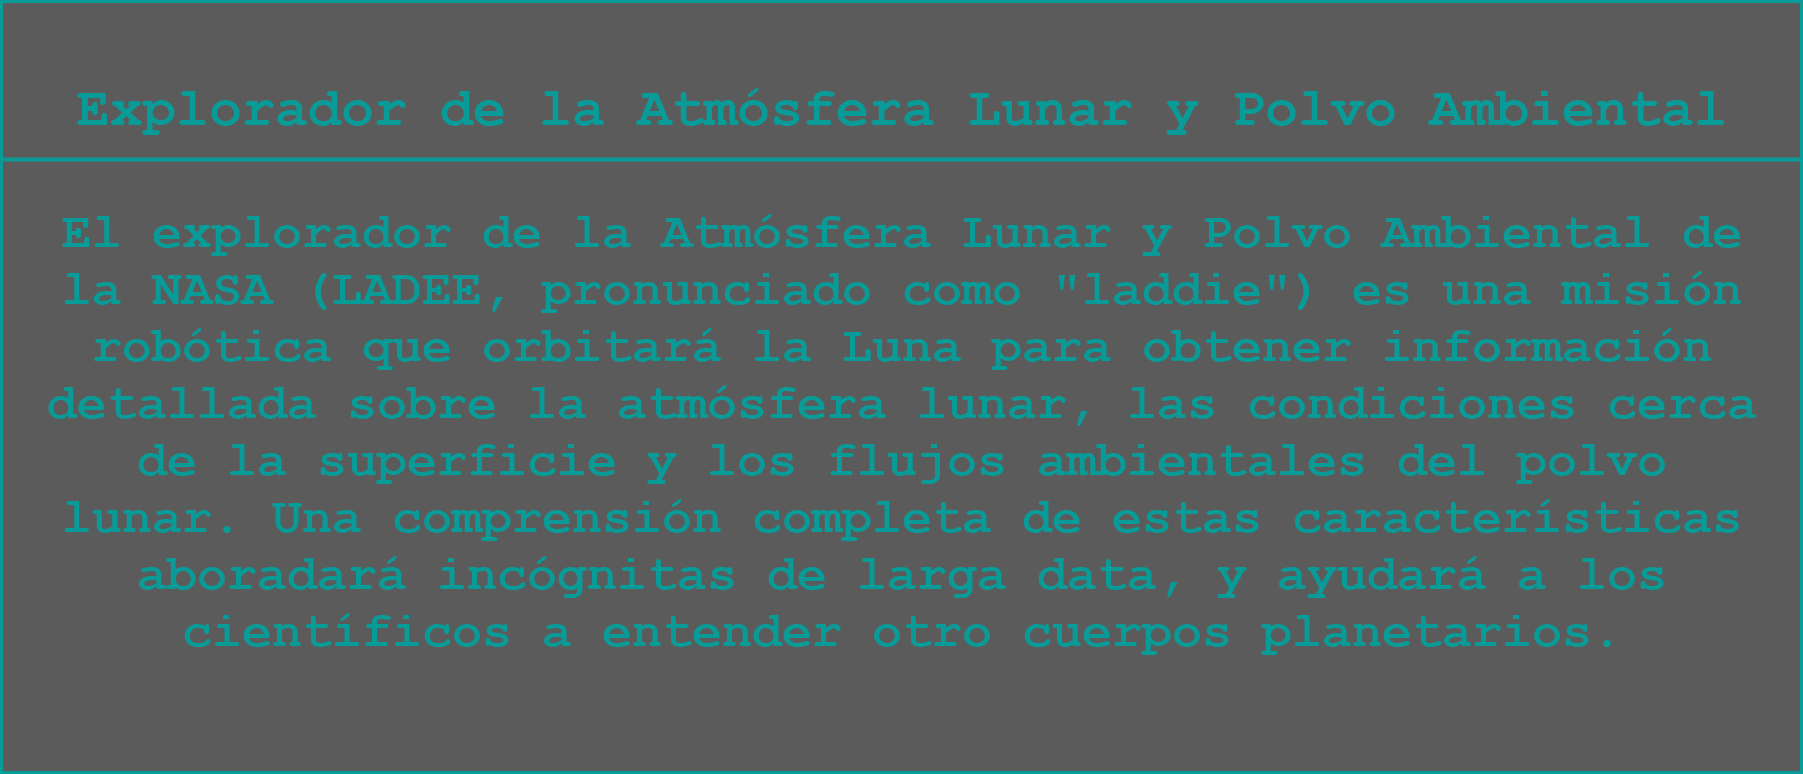 Explorador de la Atmósfera Lunar y Polvo Ambiental
El explorador de la Atmósfera Lunar y Polvo Ambiental de
la NASA (LADEE, pronunciado como "laddie") es una misión
robótica que orbitará la Luna para obtener información
detallada sobre la atmósfera lunar, las condiciones cerca
de la superficie y los flujos ambientales del polvo
lunar. Una comprensión completa de estas características
aboradará incógnitas de larga data, y ayudará a los
científicos a entender otro cuerpos planetarios.